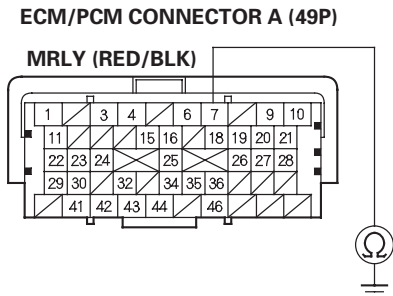 ECM/PCM CONNECTOR A (49P)
MRLY (RED/BLK)
1 3 4 6 7 9 10
11 15 16 18 19 20 21
22 23 24 25 26 27 28
29 30 32 34 35 36
41 42 43 44 46
Ω